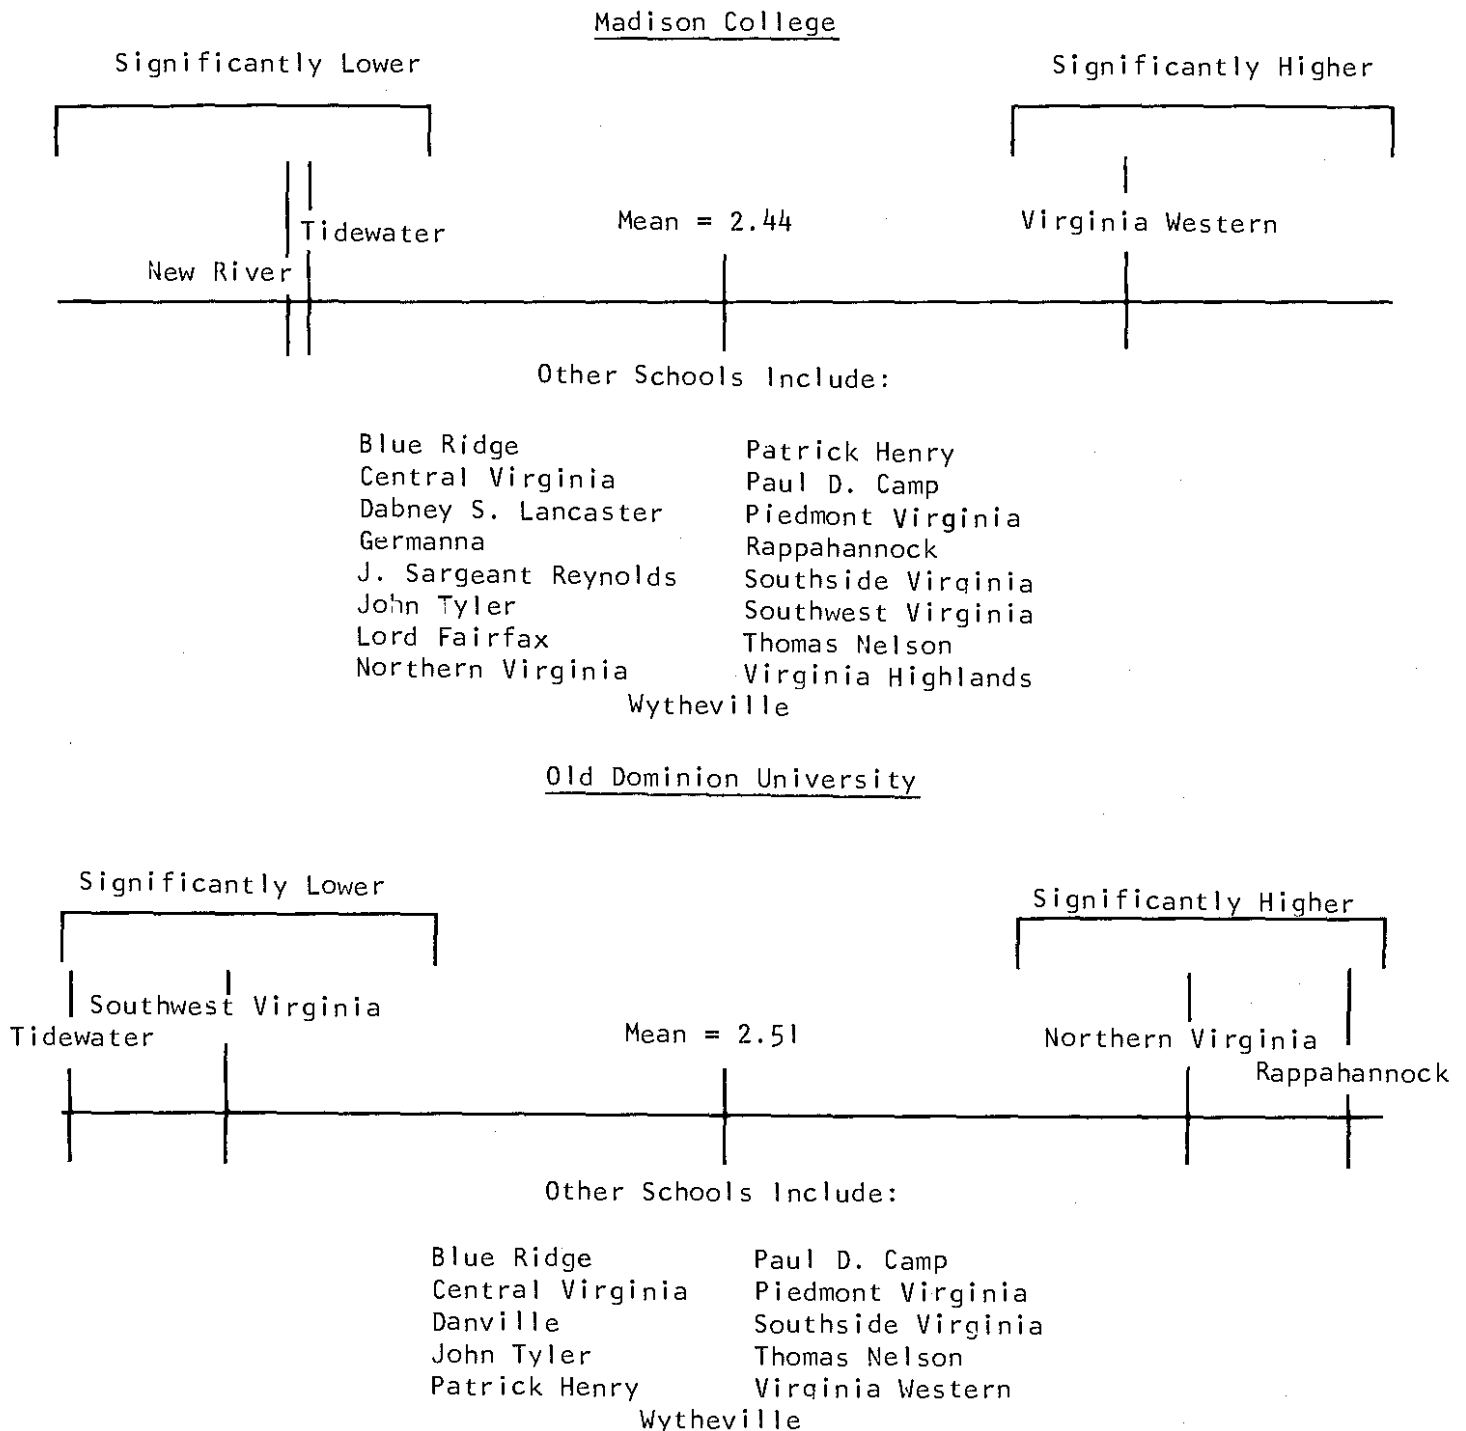 Madison College
Significantly Lower
Significantly Higher
Tidewater
Mean = 2.44
Virginia Western
New River
Other Schools Include:
Blue Ridge Patrick Henry
Central Virginia Paul D. Camp
Dabney S. Lancaster Piedmont Virginia
Germanna Rappahannock
J. Sargeant Reynolds Southside Virginia
John Tyler Southwest Virginia
Lord Fairfax Thomas Nelson
Northern Virginia Virginia Highlands
Wytheville
Old Dominion University
Significantly Lower
Significantly Higher
Southwest Virginia
Tidewater
Mean = 2.51
Northern Virginia
Rappahannock
Other Schools Include:
Blue Ridge Paul D. Camp
Central Virginia Piedmont Virginia
Danville Southside Virginia
John Tyler Thomas Nelson
Patrick Henry Virginia Western
Wytheville